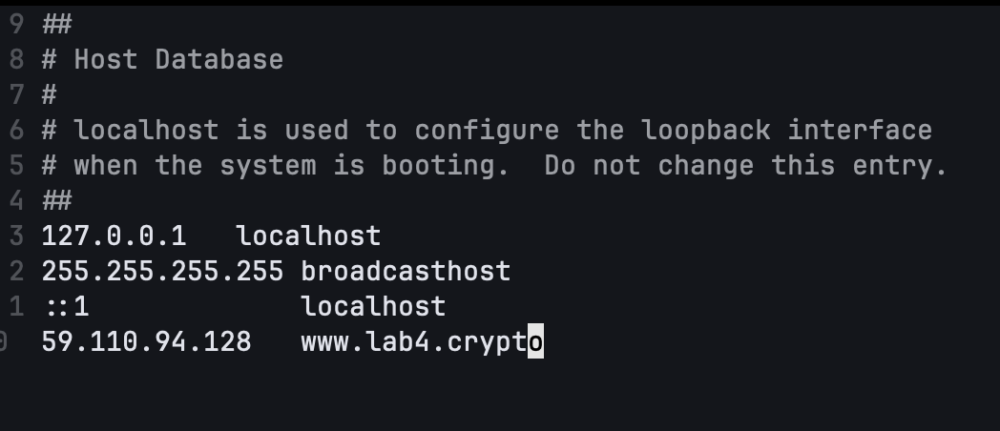 9 ##
8 # Host Database
7 #
6 # localhost is used to configure the loopback interface
5 # when the system is booting.  Do not change this entry.
4 ##
3 127.0.0.1   localhost
2 255.255.255.255 broadcasthost
1 ::1             localhost
0 59.110.94.128   www.lab4.crypto